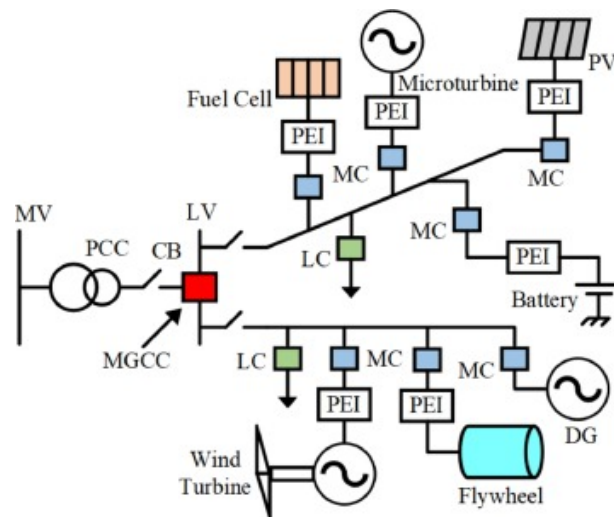 Fuel Cell
Microturbine
PV
PEI
PEI
PEI
MC
MC
MV
PCC
CB
LV
LC
MC
PEI
Battery
MGCC
LC
MC
MC
PEI
PEI
DG
Wind
Turbine
Flywheel